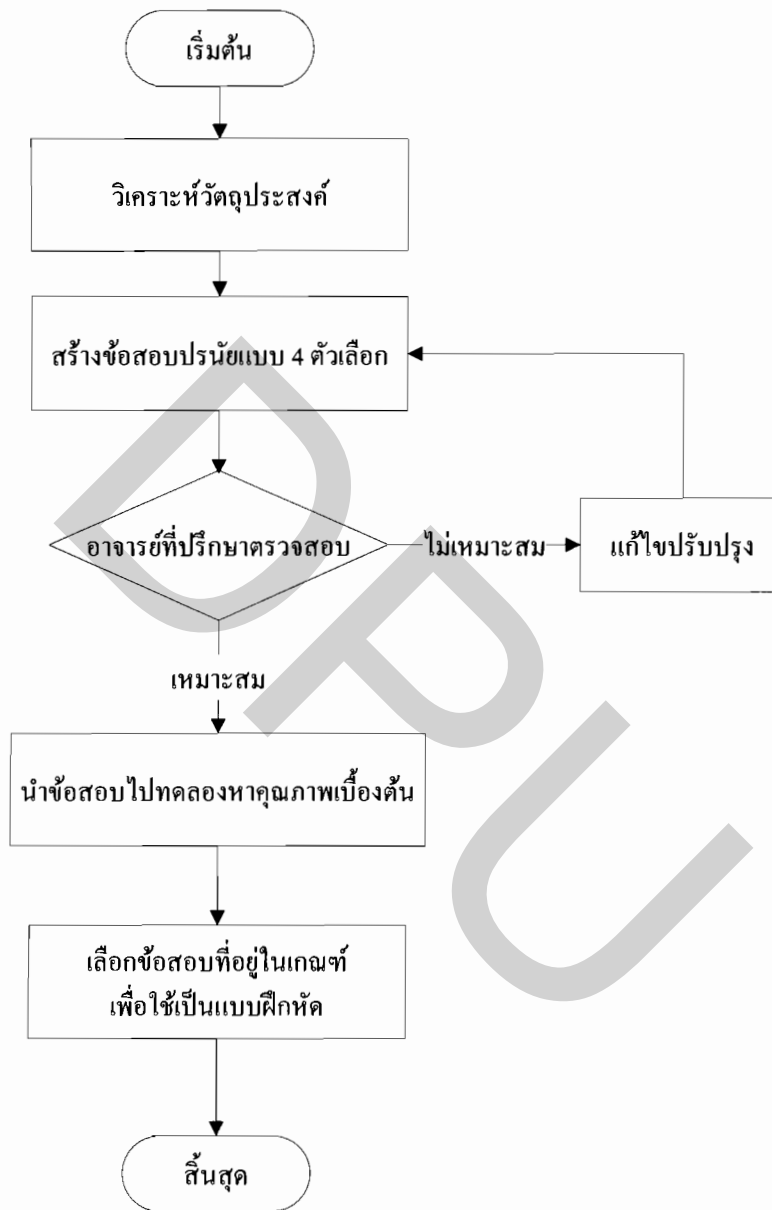 เริ่มต้น
วิเคราะห์วัตถุประสงค์
สร้างข้อสอบปรนัยแบบ 4 ตัวเลือก
อาจารย์ที่ปรึกษาตรวจสอบ
ไม่เหมาะสม
แก้ไขปรับปรุง
เหมาะสม
นำข้อสอบไปทดลองหาคุณภาพเบื้องต้น
เลือกข้อสอบที่อยู่ในเกณฑ์
เพื่อใช้เป็นแบบฝึกหัด
สิ้นสุด
DPU